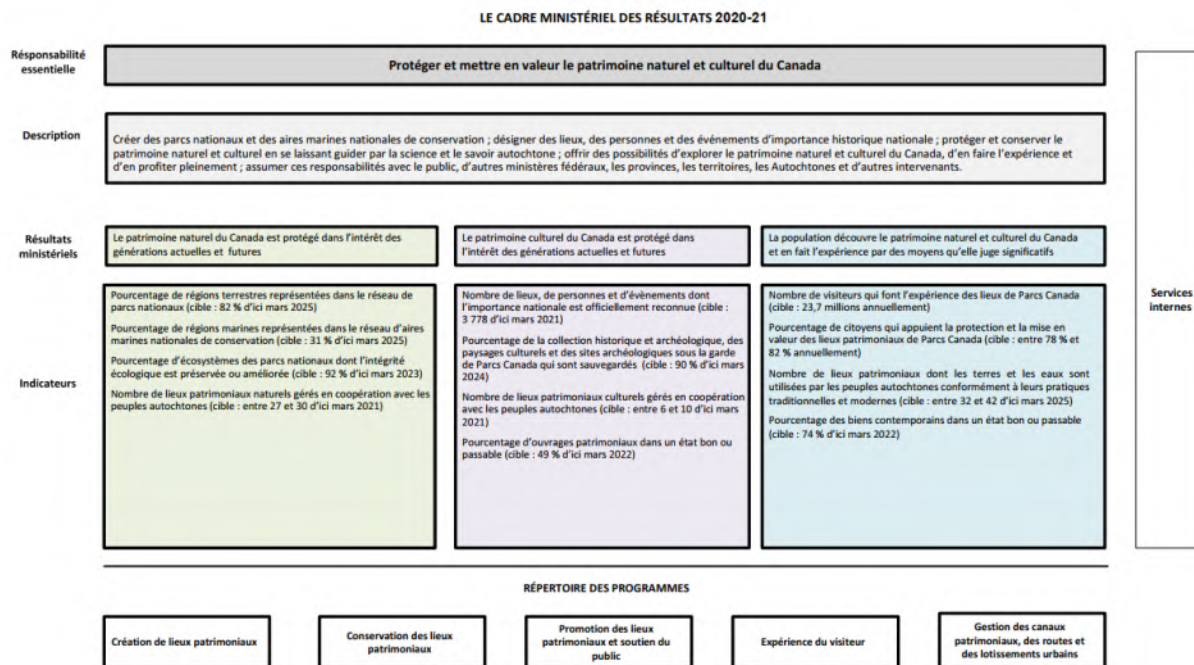 LE CADRE MINISTÉRIEL DES RÉSULTATS 2020-21
Résponsabilité
essentielle
Protéger et mettre en valeur le patrimoine naturel et culturel du Canada
Description
Créer des parcs nationaux et des aires marines nationales de conservation ; désigner des lieux, des personnes et des événements d'importance historique nationale ; protéger et conserver le
patrimoine naturel et culturel en se laissant guider par la science et le savoir autochtone ; offrir des possibilités d'explorer le patrimoine naturel et culturel du Canada, d'en faire l'expérience et
d'en profiter pleinement ; assumer ces responsabilités avec le public, d'autres ministères fédéraux, les provinces, les territoires, les Autochtones et d'autres intervenants.
Résultats
ministériels
Le patrimoine naturel du Canada est protégé dans l'intérêt des
générations actuelles et futures
Le patrimoine culturel du Canada est protégé dans
l'intérêt des générations actuelles et futures
La population découvre le patrimoine naturel et culturel du Canada
et en fait l'expérience par des moyens qu'elle juge significatifs
Indicateurs
Pourcentage de régions terrestres représentées dans le réseau de
parcs nationaux (cible : 82 % d'ici mars 2025)
Pourcentage de régions marines représentées dans le réseau d'aires
marines nationales de conservation (cible : 31 % d'ici mars 2025)
Pourcentage d'écosystèmes des parcs nationaux dont l'intégrité
écologique est préservée ou améliorée (cible : 92 % d'ici mars 2023)
Nombre de lieux patrimoniaux naturels gérés en coopération avec les
peuples autochtones (cible : entre 27 et 30 d'ici mars 2021)
Nombre de lieux, de personnes et d'évènements dont
l'importance nationale est officiellement reconnue (cible :
3 778 d'ici mars 2021)
Pourcentage de la collection historique et archéologique, des
paysages culturels et des sites archéologiques sous la garde
de Parcs Canada qui sont sauvegardés (cible : 90 % d'ici mars
2024)
Nombre de lieux patrimoniaux culturels gérés en coopération
avec les peuples autochtones (cible : entre 6 et 10 d'ici mars
2021)
Pourcentage d'ouvrages patrimoniaux dans un état bon ou
passable (cible : 49 % d'ici mars 2022)
Nombre de visiteurs qui font l'expérience des lieux de Parcs Canada
(cible : 23,7 millions annuellement)
Pourcentage de citoyens qui appuient la protection et la mise en
valeur des lieux patrimoniaux de Parcs Canada (cible : entre 78 % et
82 % annuellement)
Nombre de lieux patrimoniaux dont les terres et les eaux sont
utilisées par les peuples autochtones conformément à leurs pratiques
traditionnelles et modernes (cible : entre 32 et 42 d'ici mars 2025)
Pourcentage des biens contemporains dans un état bon ou passable
(cible : 74 % d'ici mars 2022)
Services
internes
RÉPERTOIRE DES PROGRAMMES
Création de lieux patrimoniaux
Conservation des lieux
patrimoniaux
Promotion des lieux
patrimoniaux et soutien du
public
Expérience du visiteur
Gestion des canaux
patrimoniaux, des routes et
des lotissements urbains